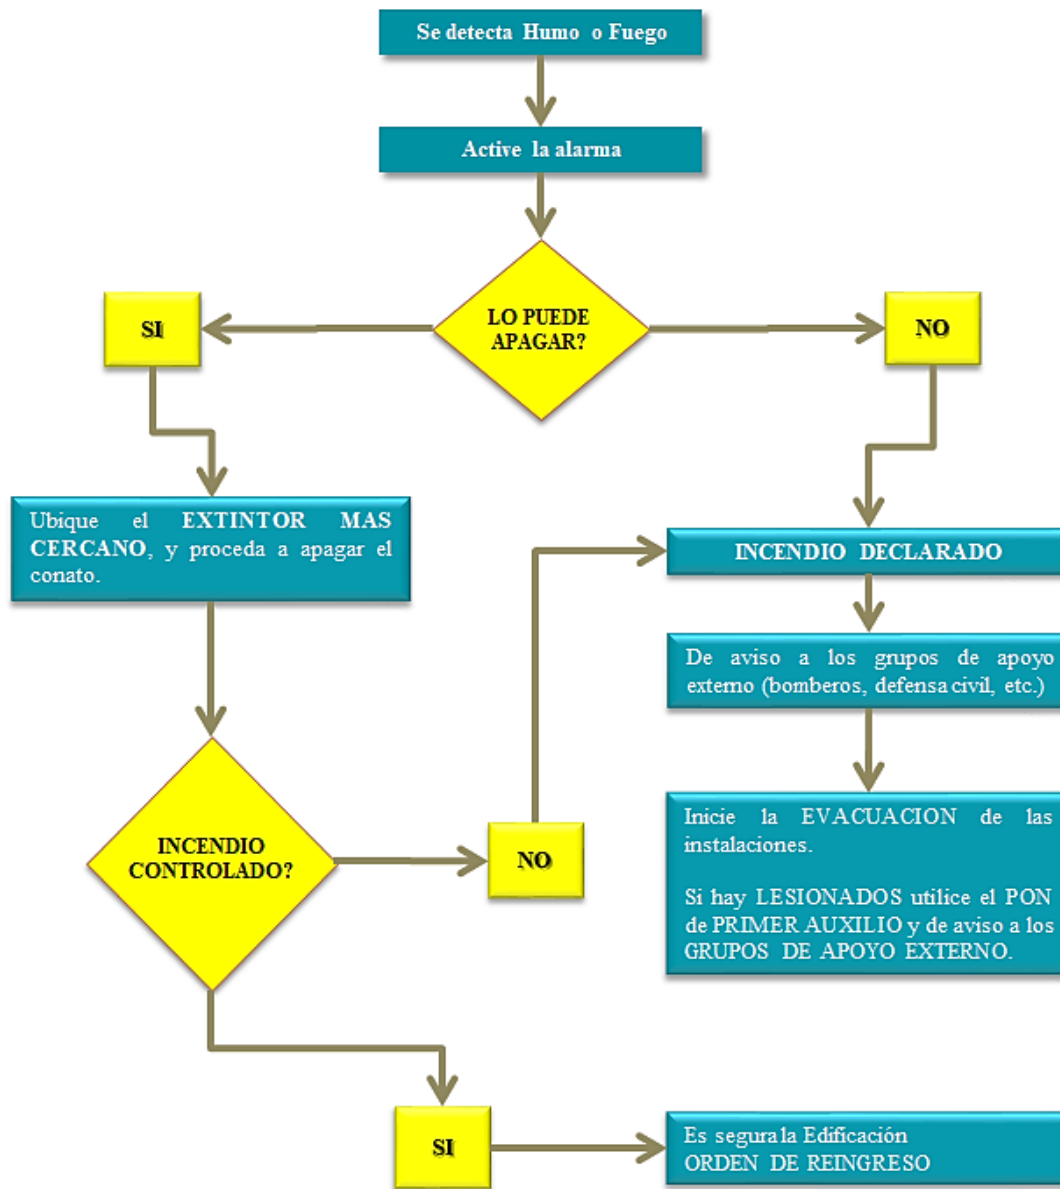 Se detecta Humo o Fuego
Active la alarma
LO PUEDE
APAGAR?
SI
NO
Ubique el EXTINTOR MAS
CERCANO, y proceda a apagar el
conato.
INCENDIO DECLARADO
De aviso a los grupos de apoyo
externo (bomberos, defensa civil, etc.)
INCENDIO
CONTROLADO?
NO
Inicie la EVACUACION de las
instalaciones.
Si hay LESIONADOS utilice el PON
de PRIMER AUXILIO y de aviso a los
GRUPOS DE APOYO EXTERNO.
SI
Es segura la Edificación
ORDEN DE REINGRESO